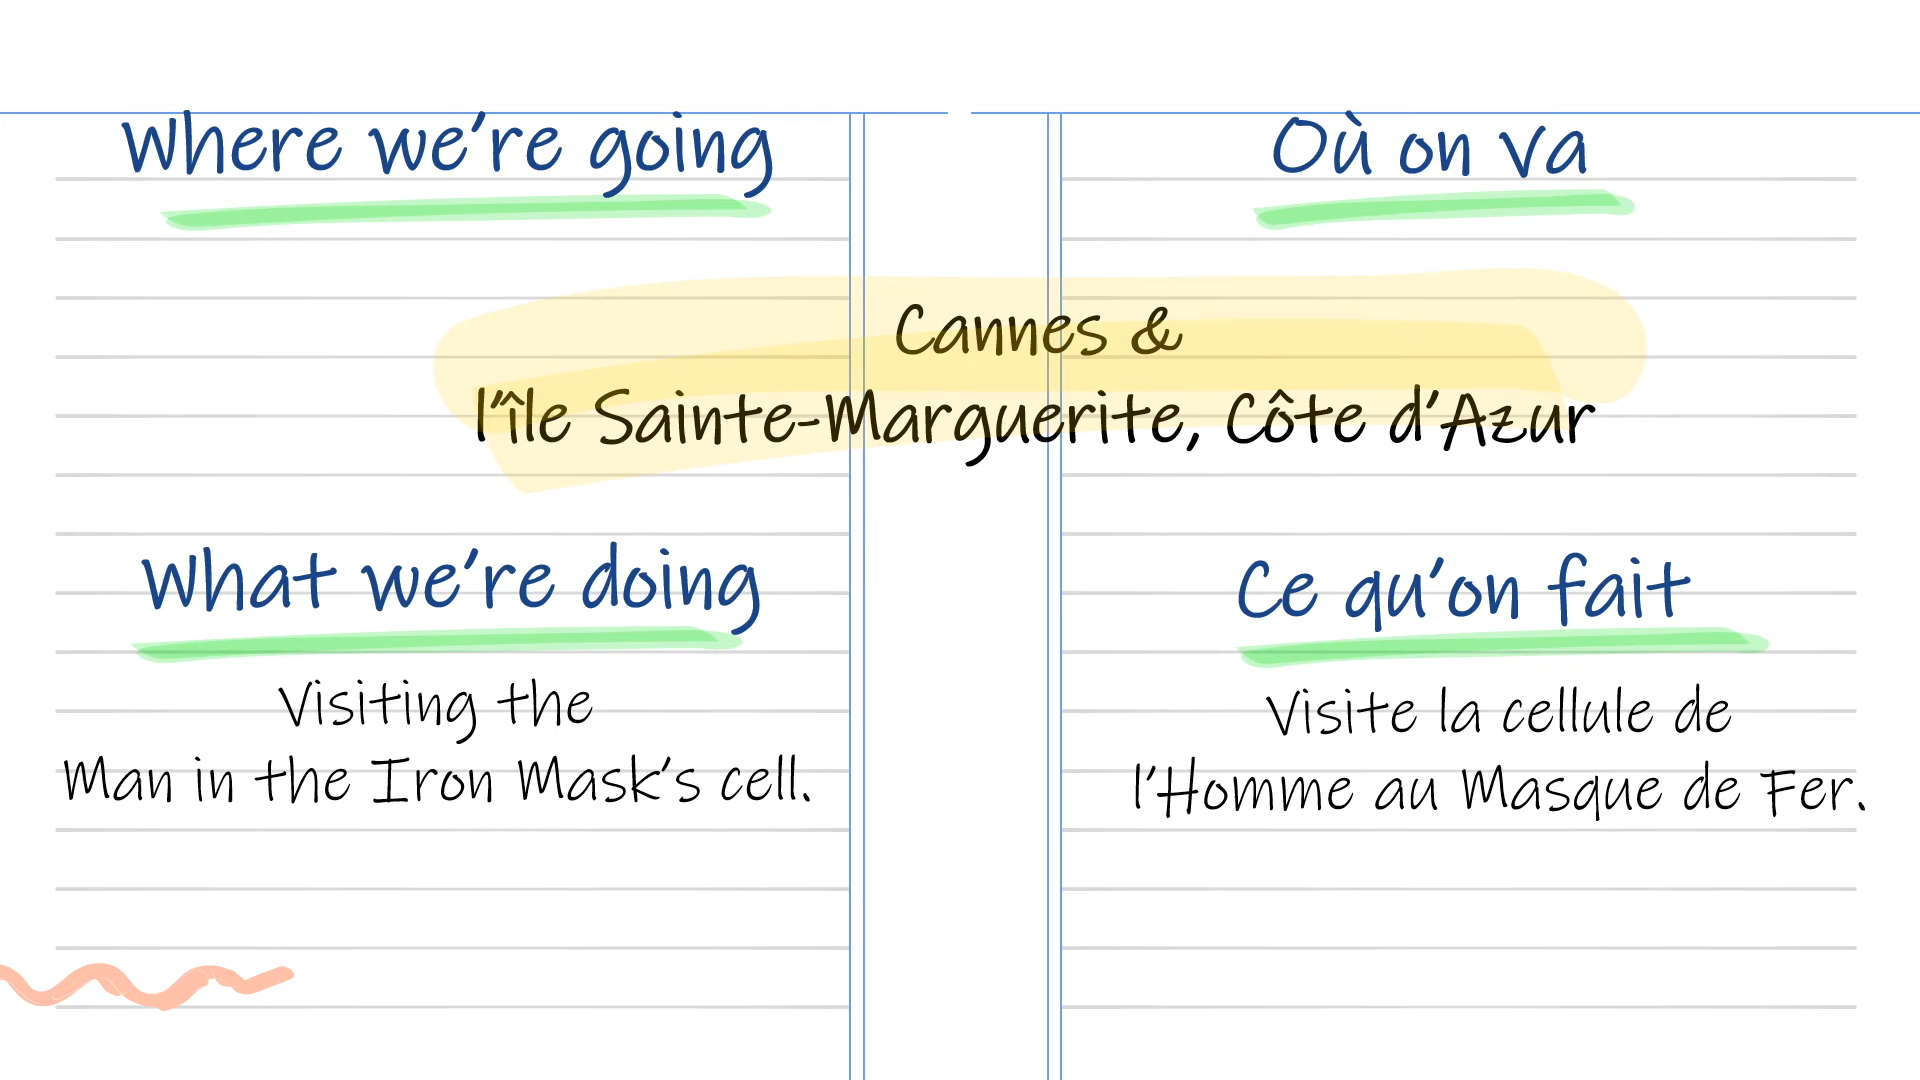 Where we're going
Où on va
Cannes &
l'île Sainte-Marguerite, Côte d'Azur
What we're doing
Visiting the
Man in the Iron Mask's cell.
Ce qu'on fait
Visite la cellule de
l'Homme au Masque de Fer.